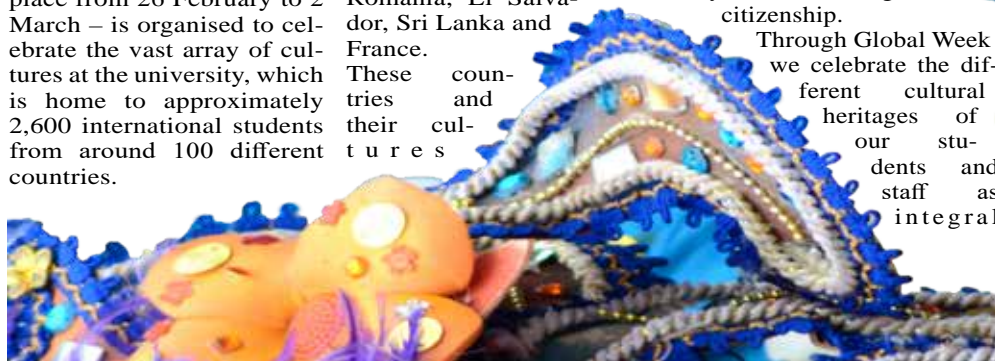 place from 26 February to 2
March – is organised to cel-
ebrate the vast array of cul-
tures at the university, which
is home to approximately
2,600 international students
from around 100 different
countries.
Romania, El Salva-
dor, Sri Lanka and
France.
These coun-
tries and
their cul-
tures
citizenship.
Through Global Week
we celebrate the dif-
ferent cultural
heritages of
our stu-
dents and
staff as
integral